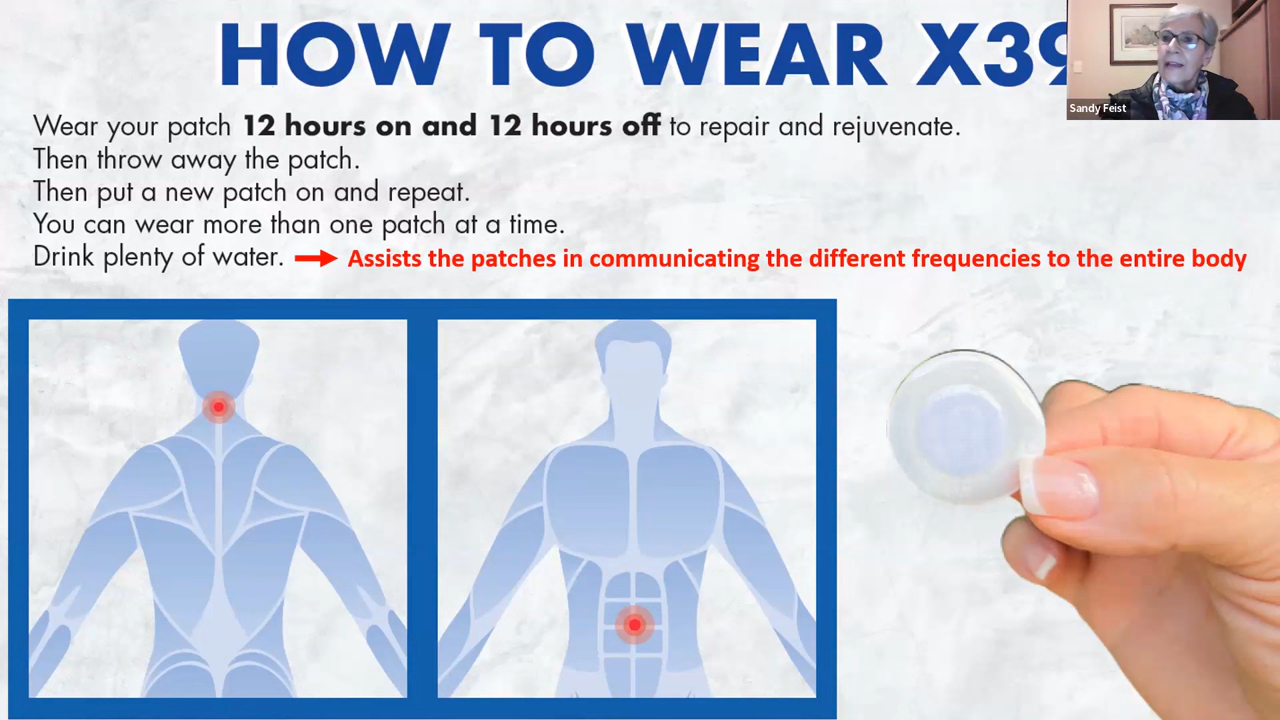 HOW TO WEAR X39
Sandy Feist
Wear your patch 12 hours on and 12 hours off to repair and rejuvenate.
Then throw away the patch.
Then put a new patch on and repeat.
You can wear more than one patch at a time.
Drink plenty of water. Assists the patches in communicating the different frequencies to the entire body